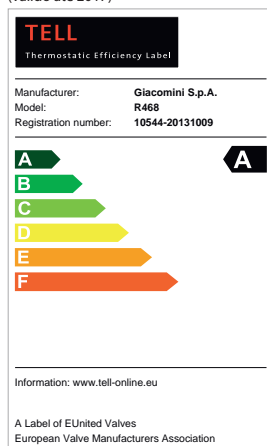 TELL
Thermostatic Efficiency Label
Manufacturer: Giacomini S.p.A.
Model: R468
Registration number: 10544-20131009
A A
B
C
D
E
F
Information: www.tell-online.eu
A Label of EUnited Valves
European Valve Manufacturers Association